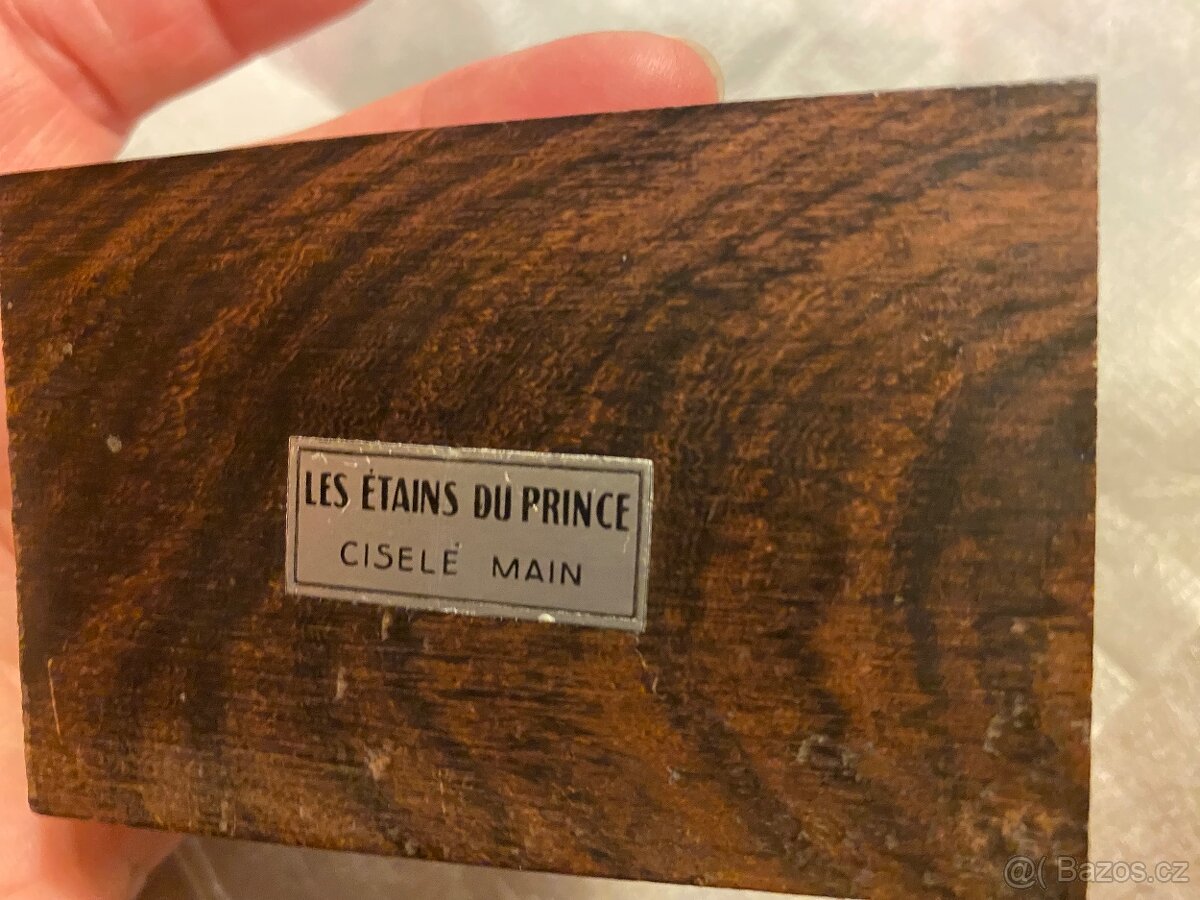 LES ÉTAINS DU PRINCE
CISELÉ MAIN
@( Bazos.cz